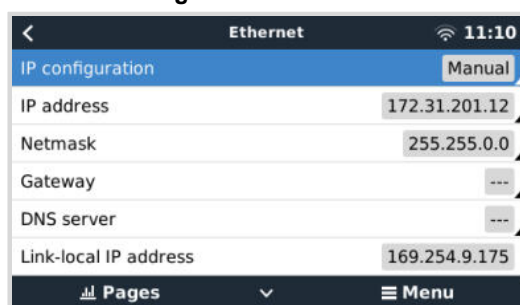 Ethernet 11:10
IP configuration Manual
IP address 172.31.201.12
Netmask 255.255.0.0
Gateway ---
DNS server ---
Link-local IP address 169.254.9.175
Pages Menu